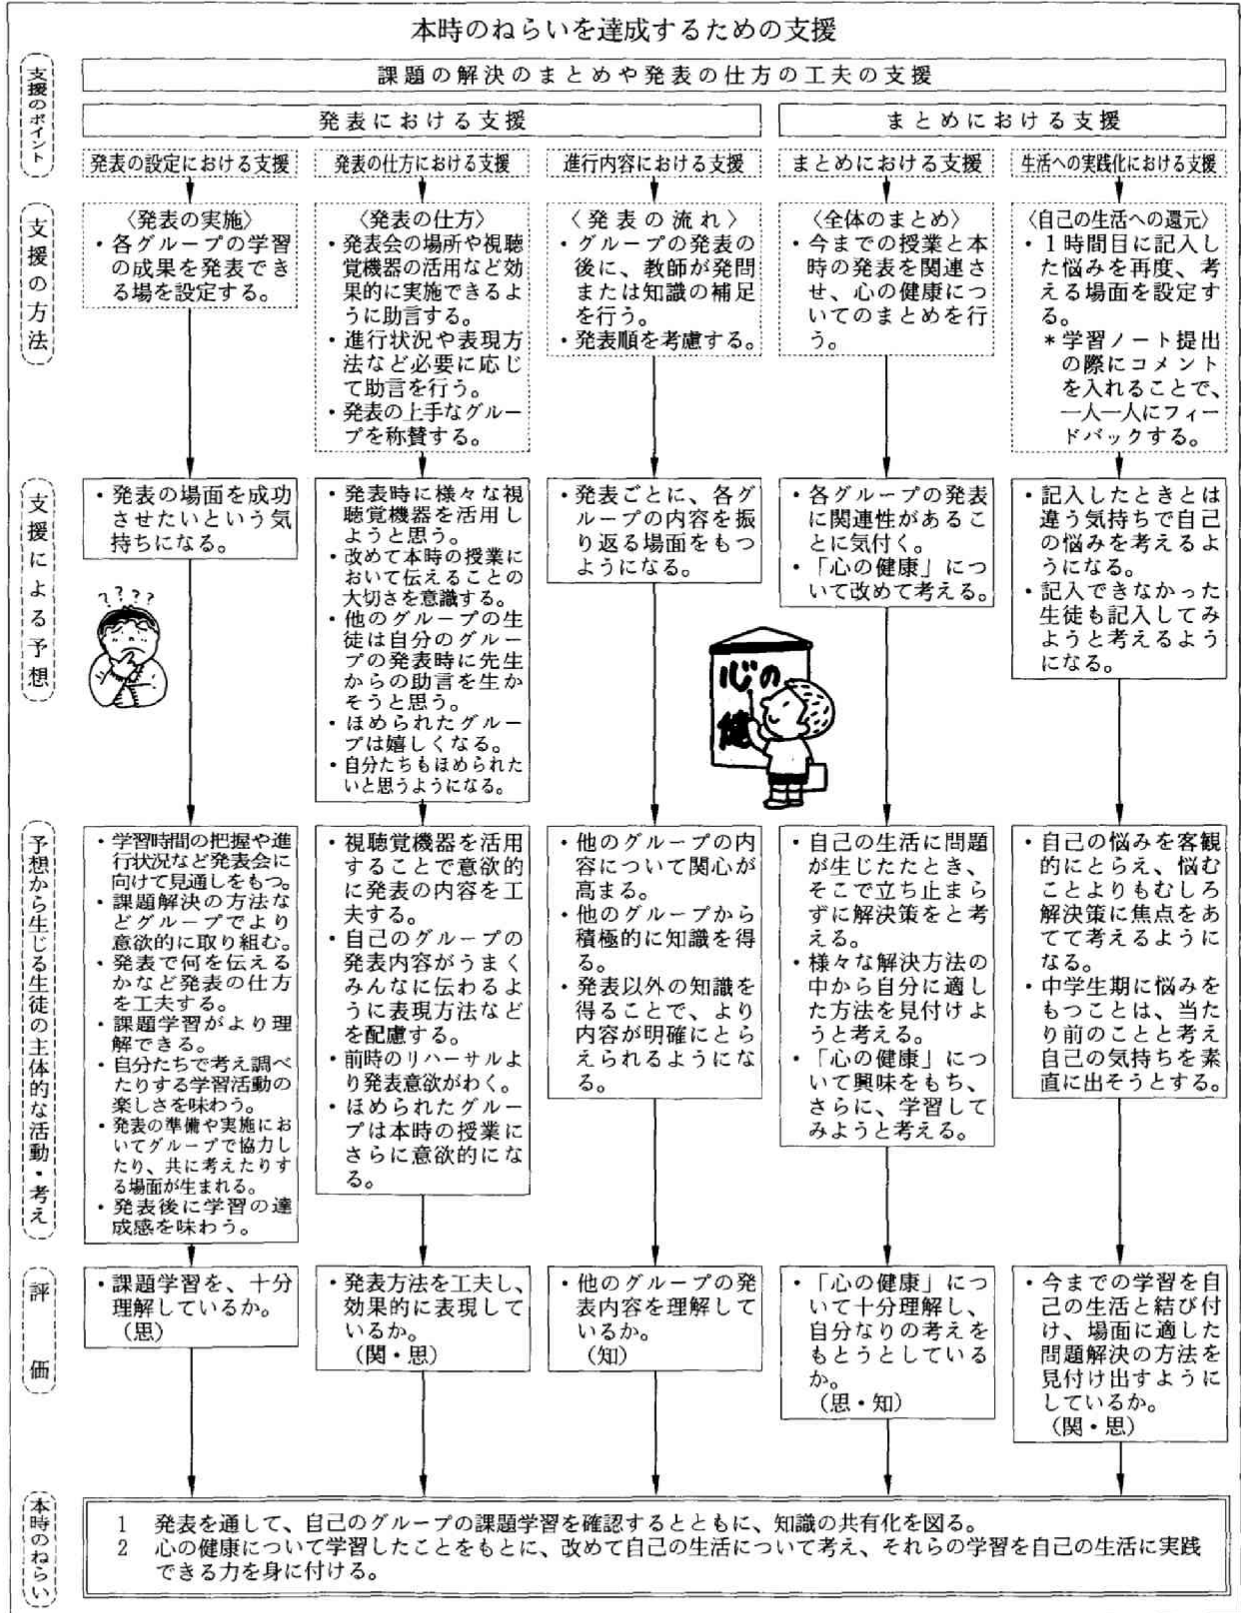 本時のねらいを達成するための支援
支援のポイント
課題の解決のまとめや発表の仕方の工夫の支援
発表における支援
まとめにおける支援
発表の設定における支援
発表の仕方における支援
進行内容における支援
まとめにおける支援
生活への実践化における支援
支援の方法
〈発表の実施〉
・各グループの学習
の成果を発表でき
る場を設定する。
〈発表の仕方〉
・発表会の場所や視聴
覚機器の活用など効
果的に実施できるよ
うに助言する。
・進行状況や表現方
法など必要に応じ
て助言を行う。
・発表の上手なグルー
プを称賛する。
〈発表の流れ〉
・グループの発表の
後に、教師が発問
または知識の補足
を行う。
・発表順を考慮する。
〈全体のまとめ〉
・今までの授業と本
時の発表を関連さ
せ、心の健康につ
いてのまとめを行
う。
〈自己の生活への還元〉
・1時間目に記入し
た悩みを再度、考
える場面を設定す
る。
＊学習ノート提出
の際にコメント
を入れることで、
一人一人にフィー
ドバックする。
支援による予想
・発表の場面を成功
させたいという気
持ちになる。
????
・発表時に様々な視
聴覚機器を活用し
ようと思う。
・改めて本時の授業に
おいて伝えることの
大切さを意識する。
・他のグループの生
徒は自分のグルー
プの発表時に先生
からの助言を生か
そうと思う。
・ほめられたグルー
プは嬉しくなる。
・自分たちもほめられた
いと思うようになる。
・発表ごとに、各グ
ループの内容を振
り返る場面をもつ
ようになる。
・各グループの発表
に関連性があるこ
とに気付く。
・「心の健康」につ
いて改めて考える。
心の
健
・記入したときとは
違う気持ちで自己
の悩みを考えるよ
うになる。
・記入できなかった
生徒も記入してみ
ようと考えるよう
になる。
予想から生じる生徒の主体的な活動・考え
・学習時間の把握や進
行状況など発表会に
向けて見通しをもつ。
・課題解決の方法な
どグループでより
意欲的に取り組む。
・発表で何を伝える
かなど発表の仕方
を工夫する。
・課題学習がより理
解できる。
・自分たちで考え調べ
たりする学習活動の
楽しさを味わう。
・発表の準備や実施にお
いてグループで協力し
たり、共に考えたりす
る場面が生まれる。
・発表後に学習の達
成感を味わう。
・視聴覚機器を活用
することで意欲的
に発表の内容を工
夫する。
・自己のグループの
発表内容がうまく
みんなに伝わるよ
うに表現方法など
を配慮する。
・前時のリハーサルよ
り発表意欲がわく。
・ほめられたグルー
プは本時の授業に
さらに意欲的にな
る。
・他のグループの内
容について関心が
高まる。
・他のグループから
積極的に知識を得
る。
・発表以外の知識を
得ることで、より
内容が明確にとら
えられるようにな
る。
・自己の生活に問題
が生じたたとき、
そこで立ち止まら
ずに解決策をと考
える。
・様々な解決方法の
中から自分に適し
た方法を見付けよ
うと考える。
・「心の健康」につ
いて興味をもち、
さらに、学習して
みようと考える。
・自己の悩みを客観
的にとらえ、悩む
ことよりもむしろ
解決策に焦点をあ
てて考えるように
なる。
・中学生期に悩みを
もつことは、当た
り前のことと考え
自己の気持ちを素
直に出そうとする。
評価
・課題学習を、十分
理解しているか。
（思）
・発表方法を工夫し、
効果的に表現して
いるか。
（関・思）
・他のグループの発
表内容を理解して
いるか。
（知）
・「心の健康」につ
いて十分理解し、
自分なりの考えを
もとうとしている
か。
（思・知）
・今までの学習を自
己の生活と結び付
け、場面に適した
問題解決の方法を
見付け出すように
しているか。
（関・思）
本時のねらい
1 発表を通して、自己のグループの課題学習を確認するとともに、知識の共有化を図る。
2 心の健康について学習したことをもとに、改めて自己の生活について考え、それらの学習を自己の生活に実践
できる力を身に付ける。